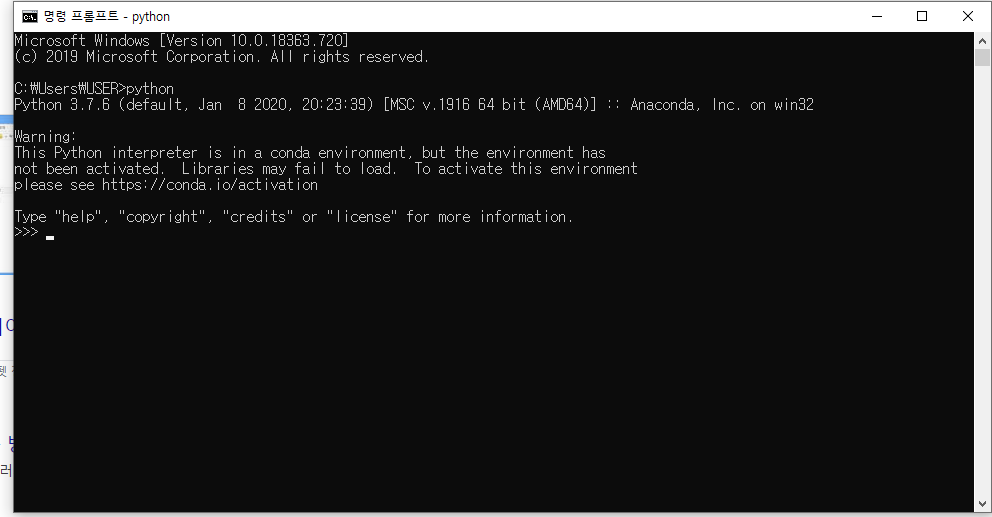 명령 프롬프트 - python
Microsoft Windows [Version 10.0.18363.720]
(c) 2019 Microsoft Corporation. All rights reserved.
C:\Users\USER>python
Python 3.7.6 (default, Jan  8 2020, 20:23:39) [MSC v.1916 64 bit (AMD64)] :: Anaconda, Inc. on win32
Warning:
This Python interpreter is in a conda environment, but the environment has
not been activated.  Libraries may fail to load.  To activate this environment
please see https://conda.io/activation
Type "help", "copyright", "credits" or "license" for more information.
>>>